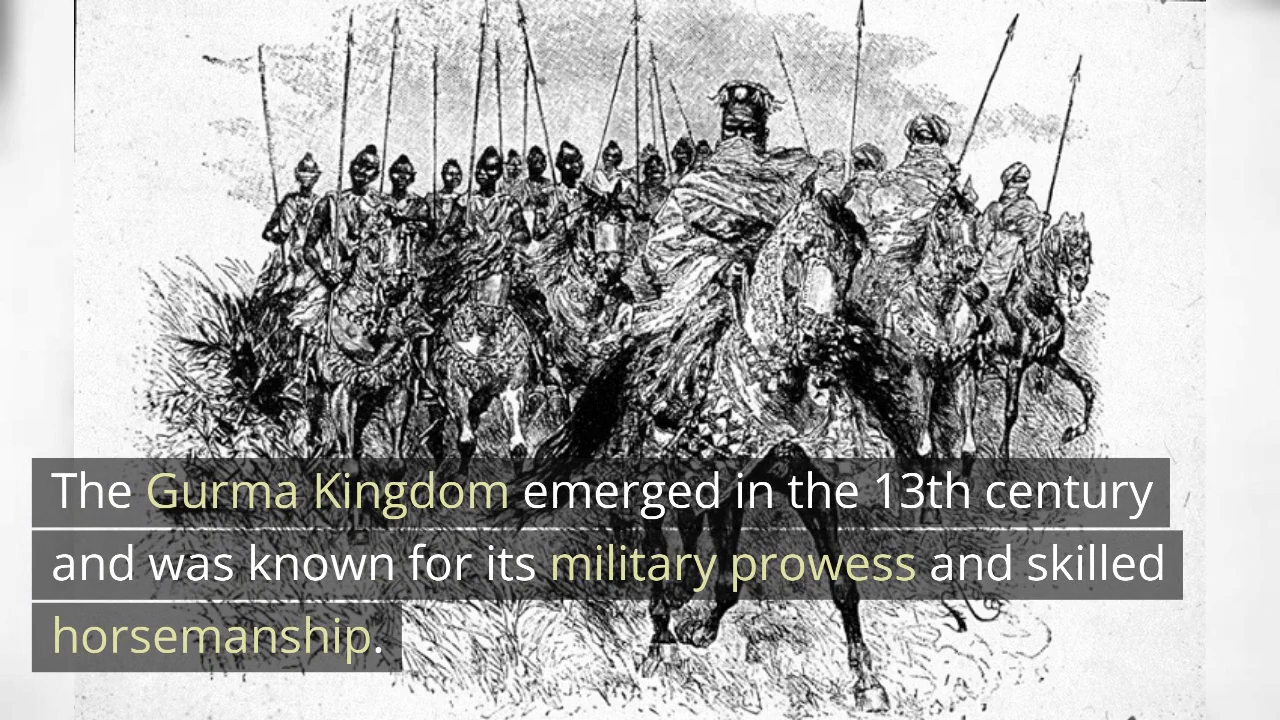 The Gurma Kingdom emerged in the 13th century
and was known for its military prowess and skilled
horsemanship.